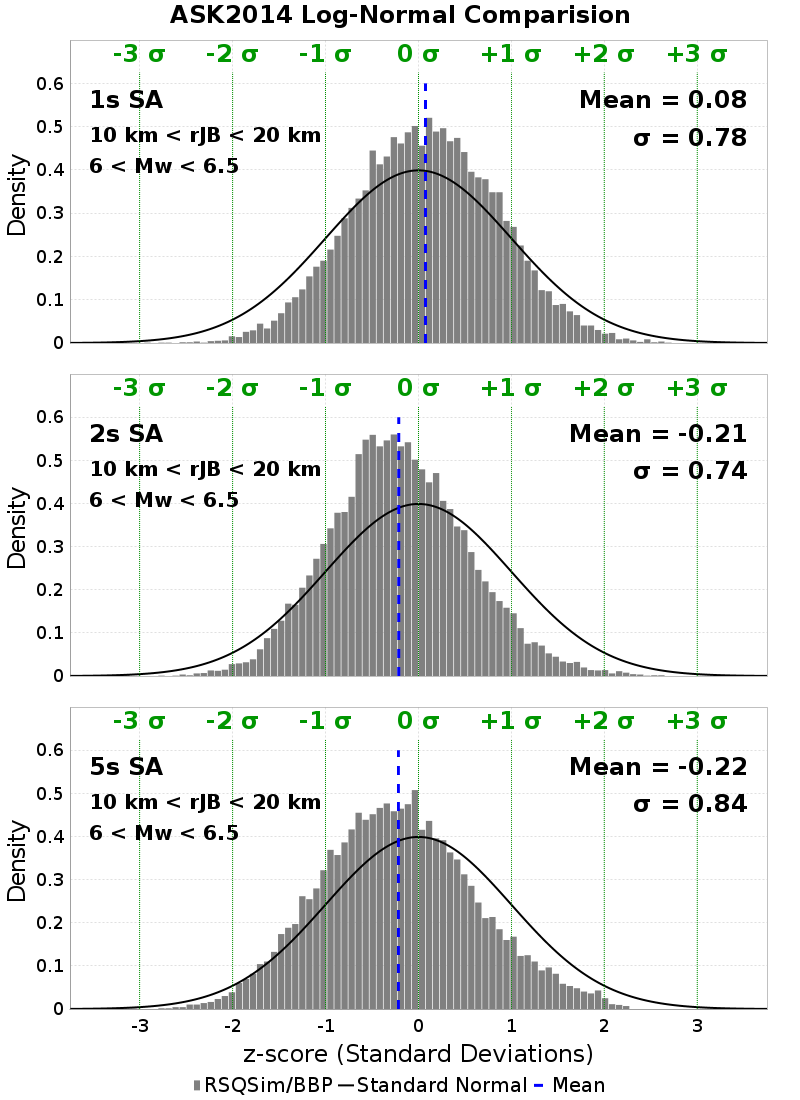 ASK2014 Log-Normal Comparision
-3 σ -2 σ -1 σ 0 σ +1 σ +2 σ +3 σ
0.6
0.5
0.4
0.3
0.2
0.1
0
Density
1s SA
10 km < rJB < 20 km
6 < Mw < 6.5
Mean = 0.08
σ = 0.78
-3 σ -2 σ -1 σ 0 σ +1 σ +2 σ +3 σ
0.6
0.5
0.4
0.3
0.2
0.1
0
Density
2s SA
10 km < rJB < 20 km
6 < Mw < 6.5
Mean = -0.21
σ = 0.74
-3 σ -2 σ -1 σ 0 σ +1 σ +2 σ +3 σ
0.6
0.5
0.4
0.3
0.2
0.1
0
Density
5s SA
10 km < rJB < 20 km
6 < Mw < 6.5
Mean = -0.22
σ = 0.84
-3 -2 -1 0 1 2 3
z-score (Standard Deviations)
RSQSim/BBP Standard Normal Mean